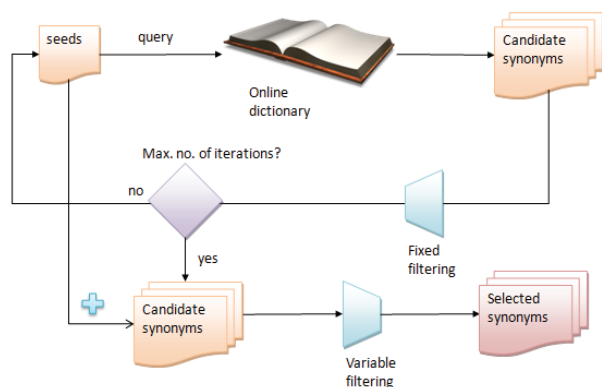 seeds
query
Candidate
synonyms
Online
dictionary
Max. no. of iterations?
no
Fixed
filtering
yes
Candidate
synonyms
Selected
synonyms
Variable
filtering